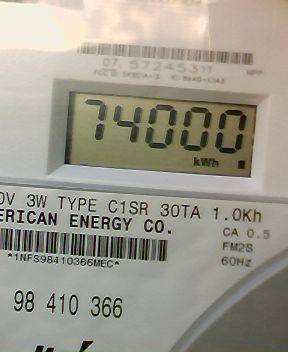 07. 57245311
74000
kWh
0V 3W TYPE C1SR 30TA 1.0Kh
ERICAN ENERGY CO.
CA 0.5
FM2S
60Hz
*1NFS98410366MEC*
98 410 366